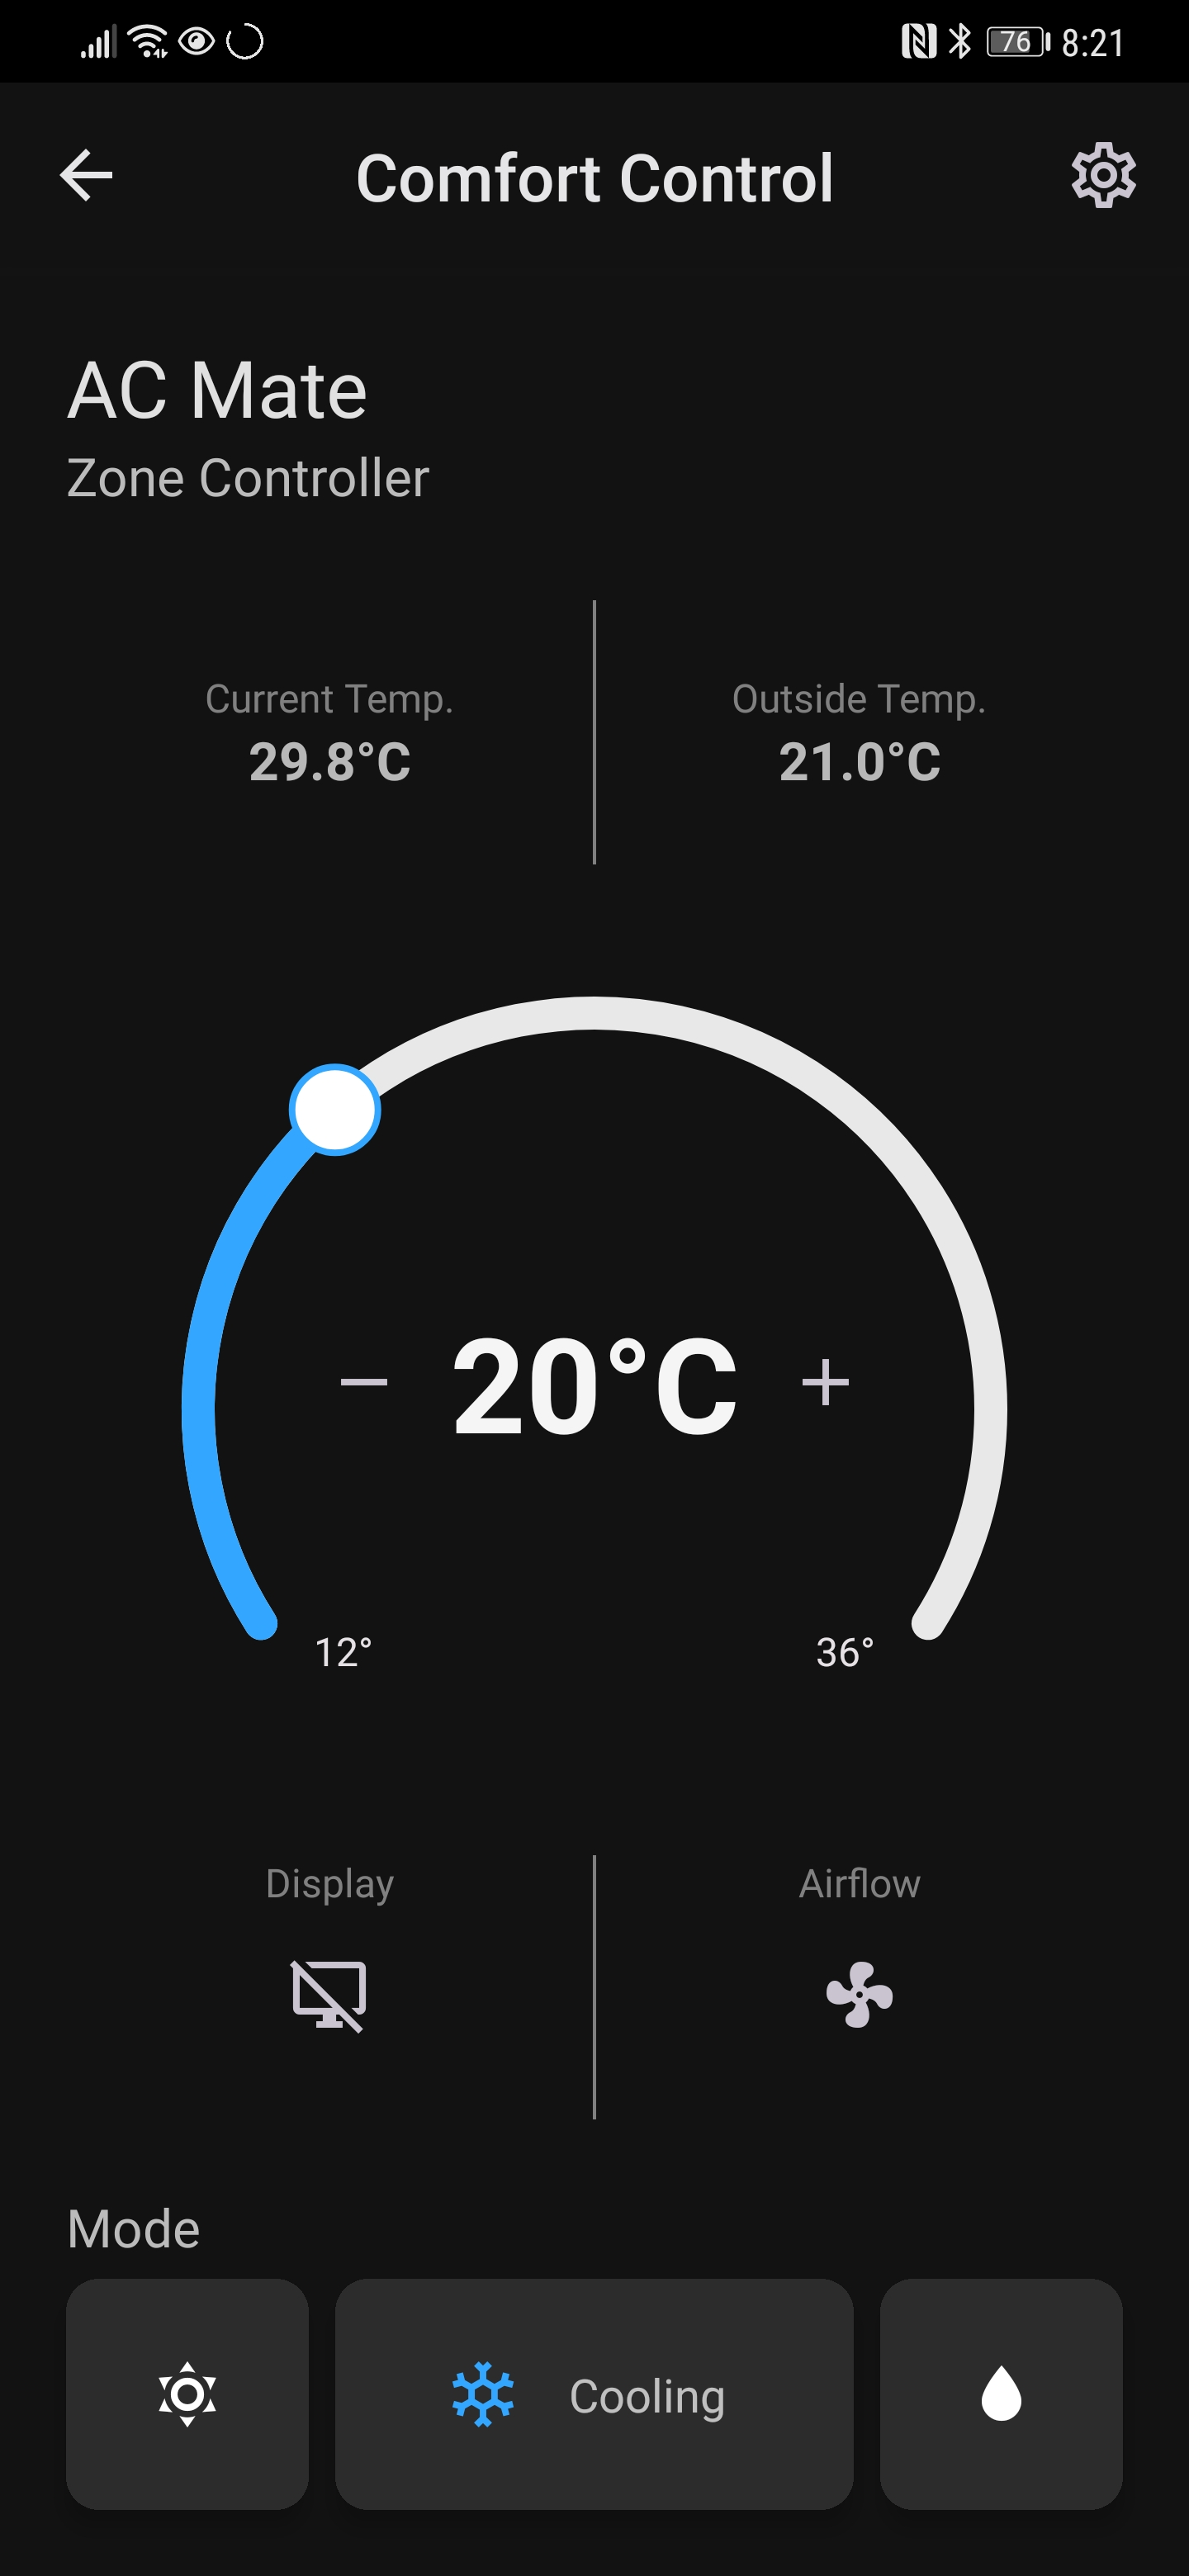 76 8:21
Comfort Control
AC Mate
Zone Controller
Current Temp. Outside Temp.
29.8°C 21.0°C
20°C
12° 36°
Display Airflow
Mode
Cooling